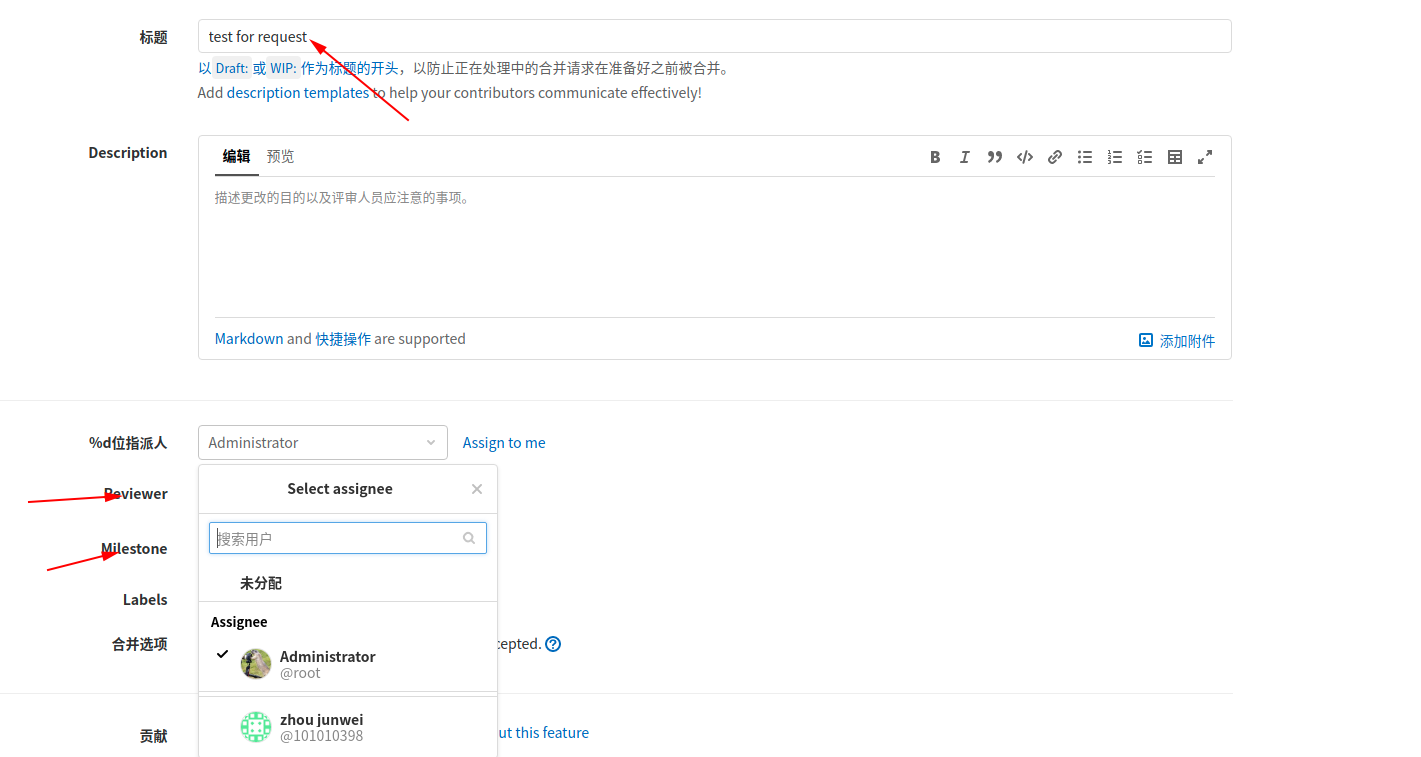 标题
test for request
以 Draft: 或 WIP: 作为标题的开头，以防止正在处理中的合并请求在准备好之前被合并。
Add description templates to help your contributors communicate effectively!
Description
编辑 预览
描述更改的目的以及评审人员应注意的事项。
Markdown and 快捷操作 are supported
添加附件
%d位指派人
Administrator
Assign to me
Reviewer
Select assignee
搜索用户
Milestone
未分配
Labels
Assignee
合并选项
cepted.
Administrator
@root
贡献
zhou junwei
@101010398
ut this feature